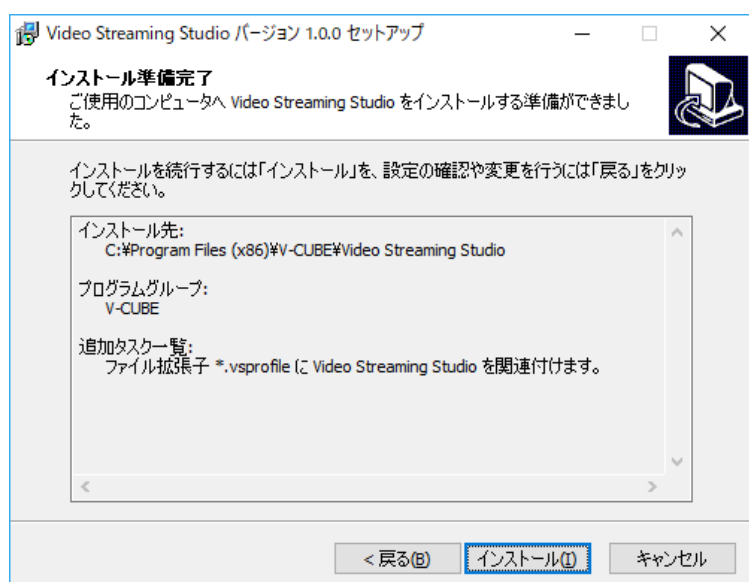 Video Streaming Studio バージョン 1.0.0 セットアップ
インストール準備完了
ご使用のコンピュータへ Video Streaming Studio をインストールする準備ができまし
た。
インストールを続行するには「インストール」を、設定の確認や変更を行うには「戻る」をクリッ
クしてください。
インストール先:
C:¥Program Files (x86)¥V-CUBE¥Video Streaming Studio
プログラムグループ:
V-CUBE
追加タスク一覧:
ファイル拡張子 *.vsprofile に Video Streaming Studio を関連付けます。
< 戻る(B)
インストール(I)
キャンセル